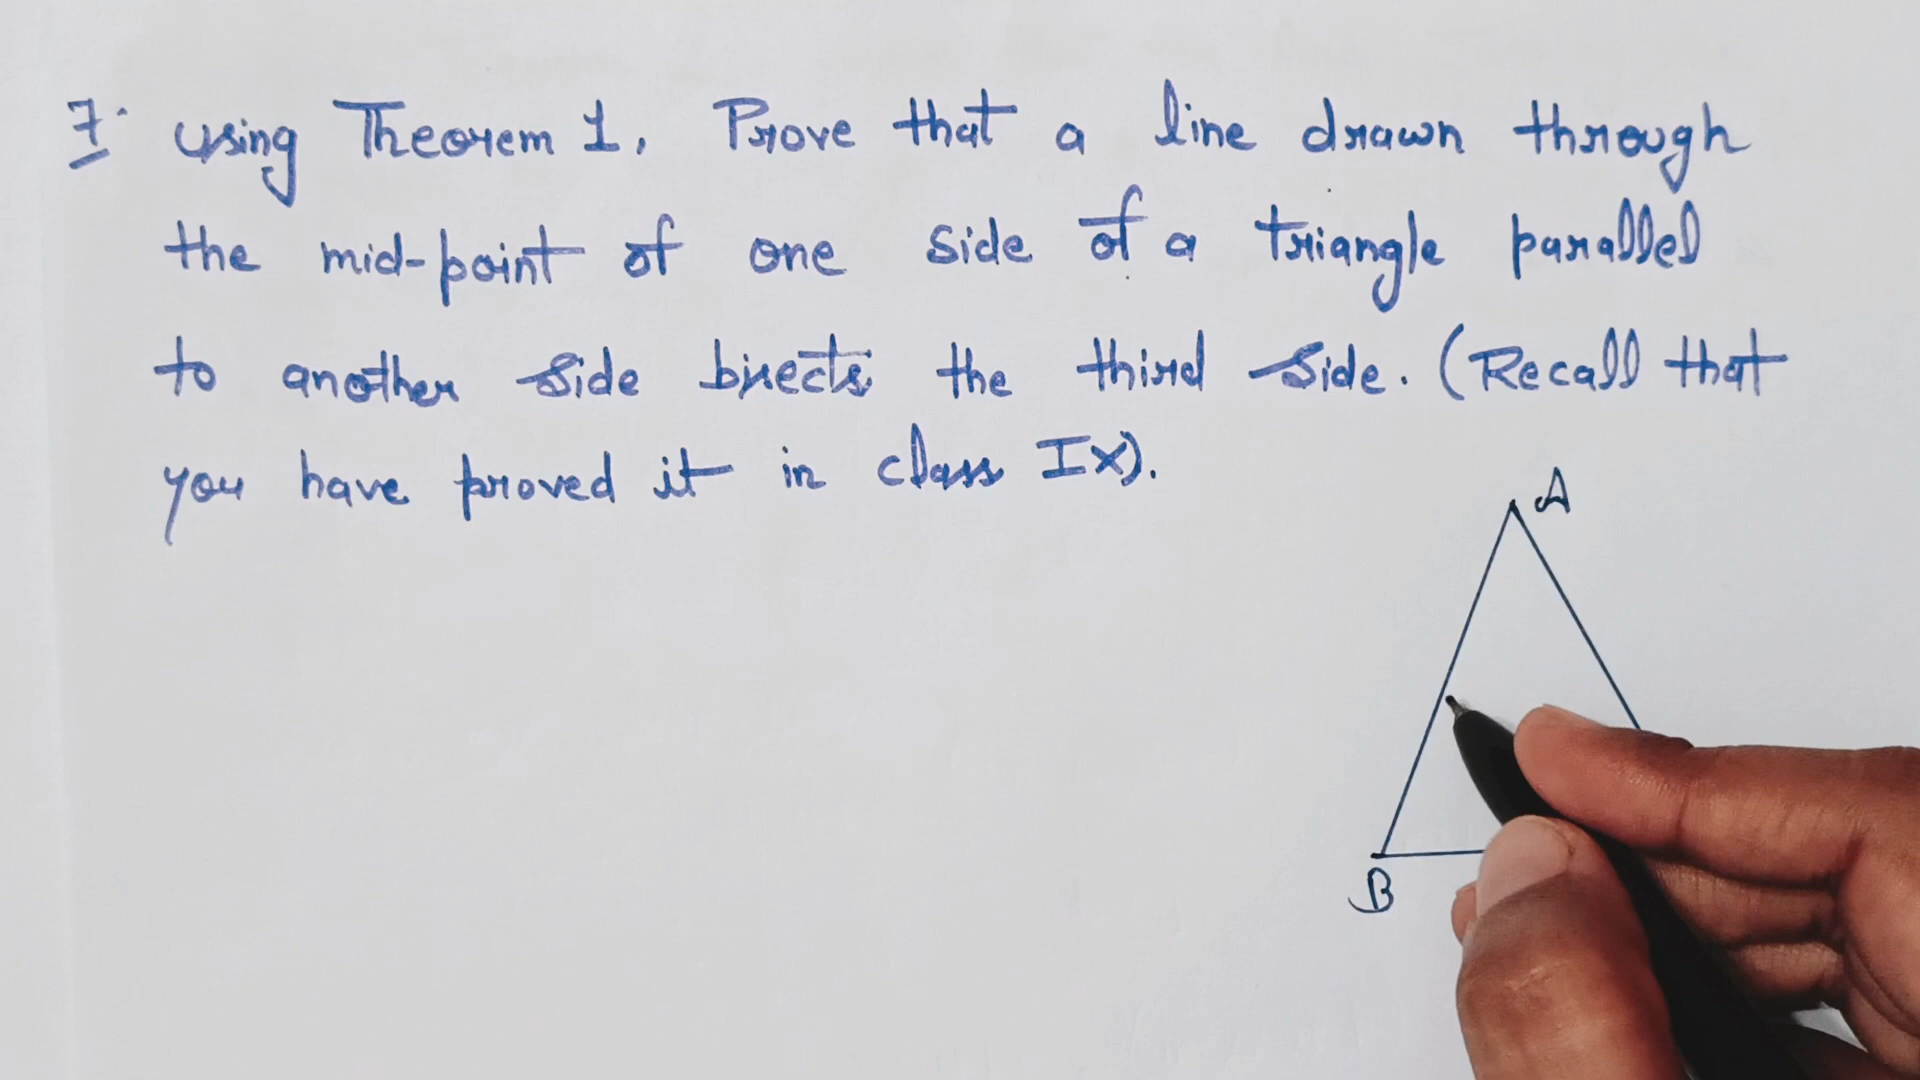 7. Using Theorem 1, Prove that a line drawn through
the mid-point of one side of a triangle parallel
to another side bisects the third side. (Recall that
you have proved it in class IX).
A
B